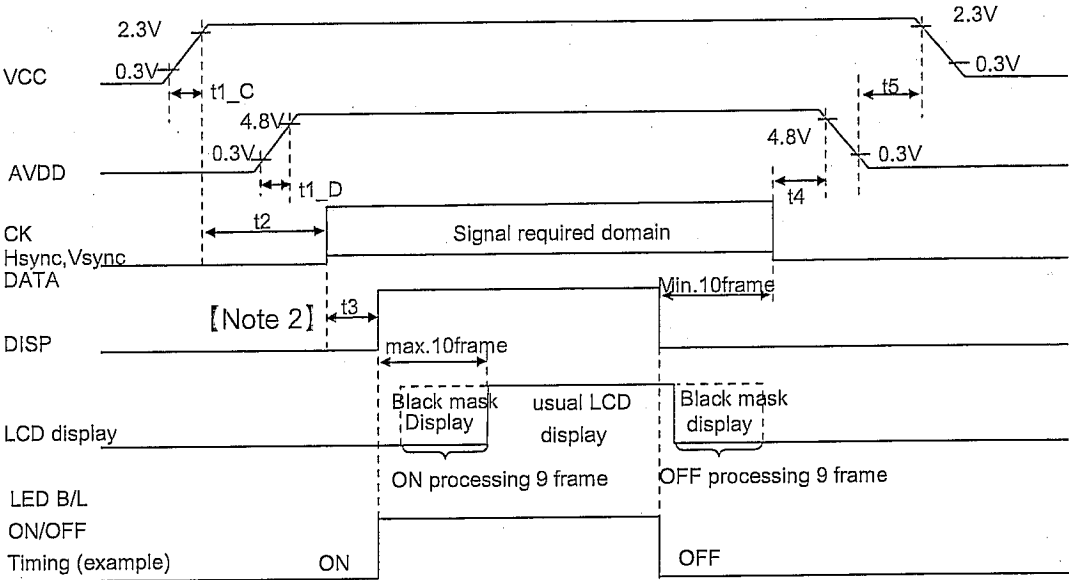 2.3V
2.3V
VCC
0.3V
0.3V
t1_C
t5
4.8V
4.8V
0.3V
0.3V
AVDD
t1_D
t4
t2
CK
Signal required domain
Hsync,Vsync
DATA
Min.10frame
【Note 2】
t3
DISP
max.10frame
Black mask
Display
usual LCD
display
Black mask
display
LCD display
ON processing 9 frame
OFF processing 9 frame
LED B/L
ON/OFF
Timing (example)
ON
OFF